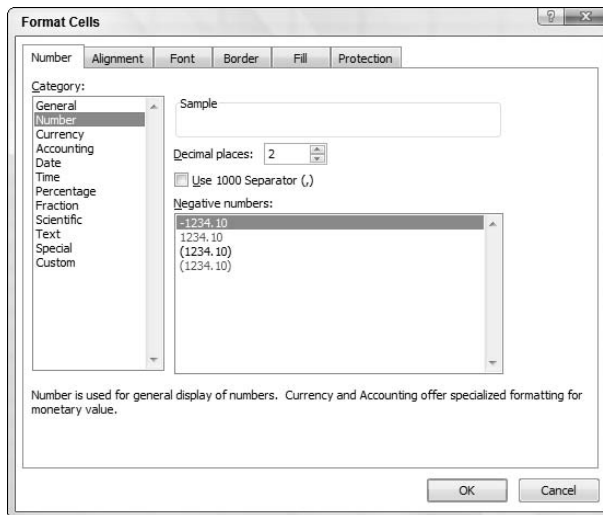 Format Cells
Number Alignment Font Border Fill Protection
Category:
General
Number
Currency
Accounting
Date
Time
Percentage
Fraction
Scientific
Text
Special
Custom
Sample
Decimal places: 2
Use 1000 Separator (,)
Negative numbers:
-1234.10
1234.10
(1234.10)
(1234.10)
Number is used for general display of numbers. Currency and Accounting offer specialized formatting for
monetary value.
OK Cancel